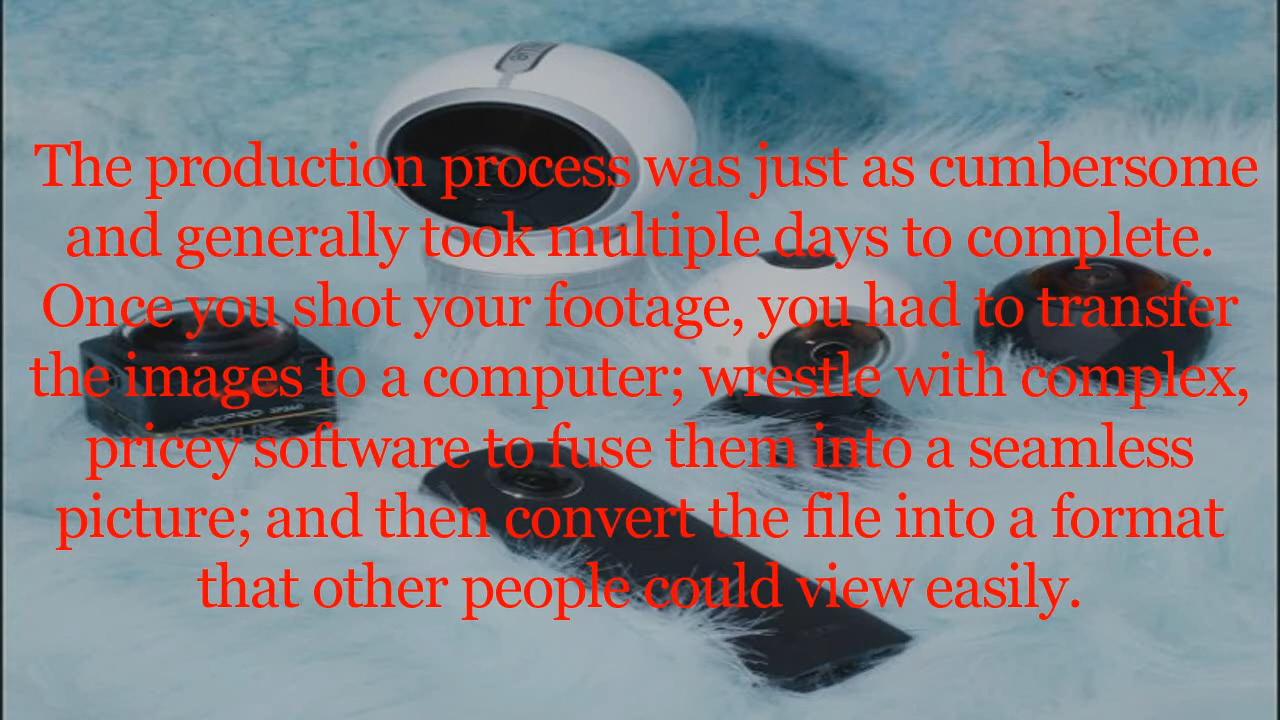 The production process was just as cumbersome
and generally took multiple days to complete.
Once you shot your footage, you had to transfer
the images to a computer; wrestle with complex,
pricey software to fuse them into a seamless
picture; and then convert the file into a format
that other people could view easily.